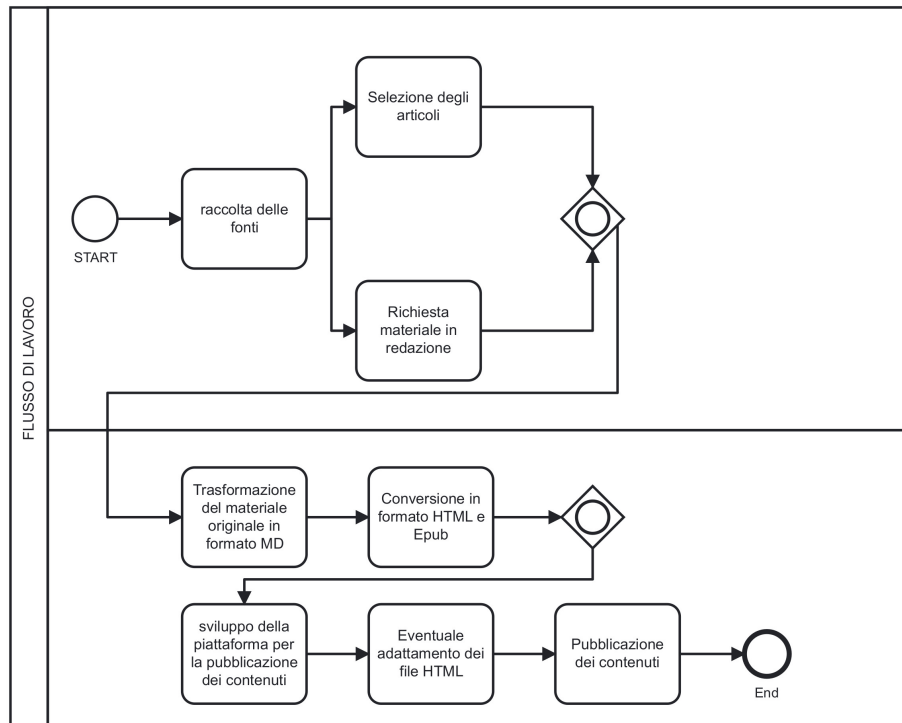 FLUSSO DI LAVORO
START
raccolta delle
fonti
Selezione degli
articoli
Richiesta
materiale in
redazione
Trasformazione
del materiale
originale in
formato MD
Conversione in
formato HTML e
Epub
sviluppo della
piattaforma per
la pubblicazione
dei contenuti
Eventuale
adattamento dei
file HTML
Pubblicazione
dei contenuti
End